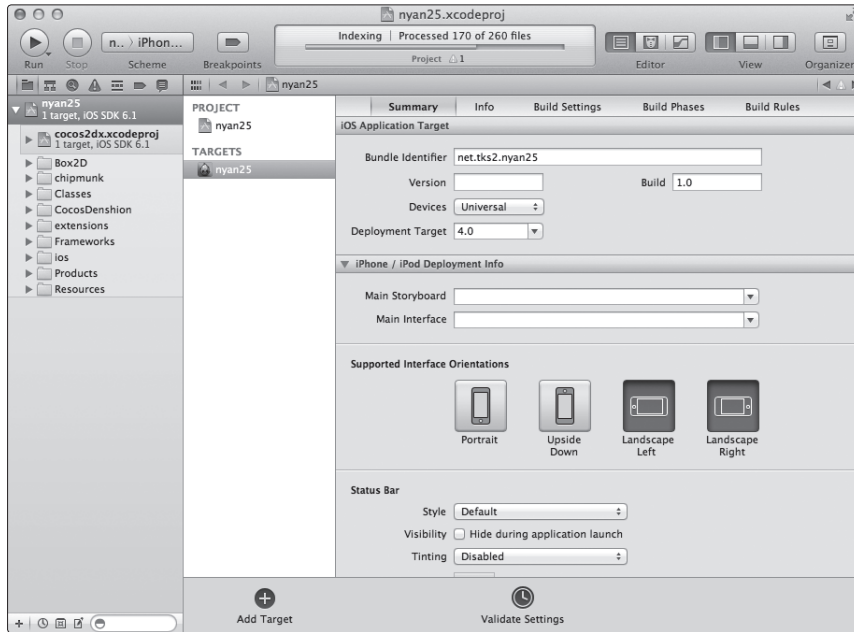 nyan25.xcodeproj
Run
Stop
n.. iPhon...
Scheme
Breakpoints
Indexing | Processed 170 of 260 files
Project 1
Editor
View
Organizer
nyan25
nyan25
1 target, iOS SDK 6.1
cocos2dx.xcodeproj
1 target, iOS SDK 6.1
Box2D
chipmunk
Classes
CocosDenshion
extensions
Frameworks
ios
Products
Resources
PROJECT
nyan25
TARGETS
nyan25
Summary Info Build Settings Build Phases Build Rules
iOS Application Target
Bundle Identifier net.tks2.nyan25
Version Build 1.0
Devices Universal
Deployment Target 4.0
iPhone / iPod Deployment Info
Main Storyboard
Main Interface
Supported Interface Orientations
Portrait
Upside Down
Landscape Left
Landscape Right
Status Bar
Style Default
Visibility Hide during application launch
Tinting Disabled
Add Target
Validate Settings